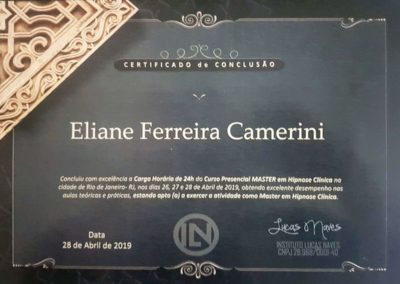 CERTIFICADO de CONCLUSÃO
Eliane Ferreira Camerini
Concluiu com excelência a Carga Horária de 24h do Curso Presencial MASTER em Hipnose Clínica na
cidade de Rio de Janeiro- RJ, nos dias 26, 27 e 28 de Abril de 2019, obtendo excelente desempenho nas
aulas teóricas e práticas, estando apto (a) a exercer a atividade como Master em Hipnose Clínica.
Data
28 de Abril de 2019
LN
Lucas Naves
INSTITUTO LUCAS NAVES
CNPJ